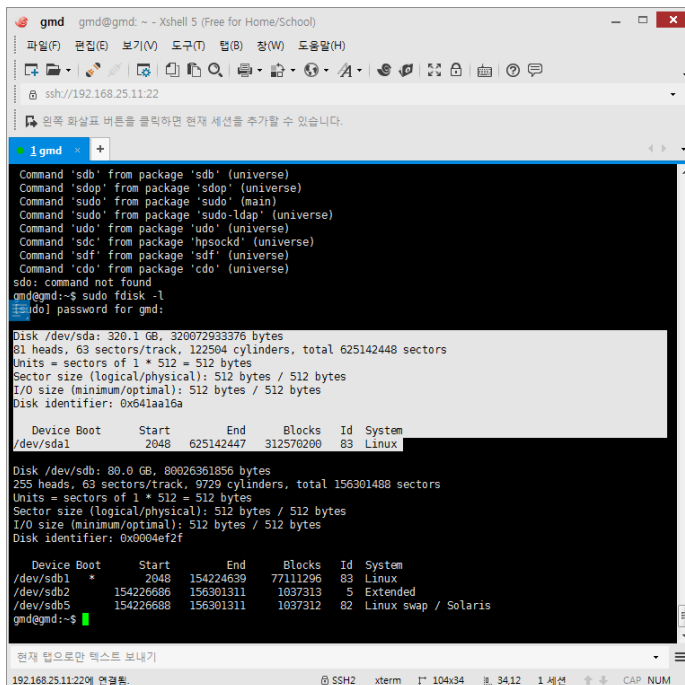 gmd gmd@gmd: ~ - Xshell 5 (Free for Home/School)
파일(F) 편집(E) 보기(V) 도구(T) 탭(B) 창(W) 도움말(H)
ssh://192.168.25.11:22
왼쪽 화살표 버튼을 클릭하면 현재 세션을 추가할 수 있습니다.
1 gmd × +
Command 'sdb' from package 'sdb' (universe)
Command 'sdop' from package 'sdop' (universe)
Command 'sudo' from package 'sudo' (main)
Command 'sudo' from package 'sudo-ldap' (universe)
Command 'udo' from package 'udo' (universe)
Command 'sdc' from package 'hpsockd' (universe)
Command 'sdf' from package 'sdf' (universe)
Command 'cdo' from package 'cdo' (universe)
sdo: command not found
gmd@gmd:~$ sudo fdisk -l
[sudo] password for gmd:
Disk /dev/sda: 320.1 GB, 320072933376 bytes
81 heads, 63 sectors/track, 122504 cylinders, total 625142448 sectors
Units = sectors of 1 * 512 = 512 bytes
Sector size (logical/physical): 512 bytes / 512 bytes
I/O size (minimum/optimal): 512 bytes / 512 bytes
Disk identifier: 0x641aa16a
Device Boot Start End Blocks Id System
/dev/sda1 2048 625142447 312570200 83 Linux
Disk /dev/sdb: 80.0 GB, 80026361856 bytes
255 heads, 63 sectors/track, 9729 cylinders, total 156301488 sectors
Units = sectors of 1 * 512 = 512 bytes
Sector size (logical/physical): 512 bytes / 512 bytes
I/O size (minimum/optimal): 512 bytes / 512 bytes
Disk identifier: 0x0004ef2f
Device Boot Start End Blocks Id System
/dev/sdb1 * 2048 154224639 77111296 83 Linux
/dev/sdb2 154226686 156301311 1037313 5 Extended
/dev/sdb5 154226688 156301311 1037312 82 Linux swap / Solaris
gmd@gmd:~$
현재 탭으로만 텍스트 보내기
192.168.25.11:22에 연결됨. SSH2 xterm 104x34 34,12 1 세션 CAP NUM